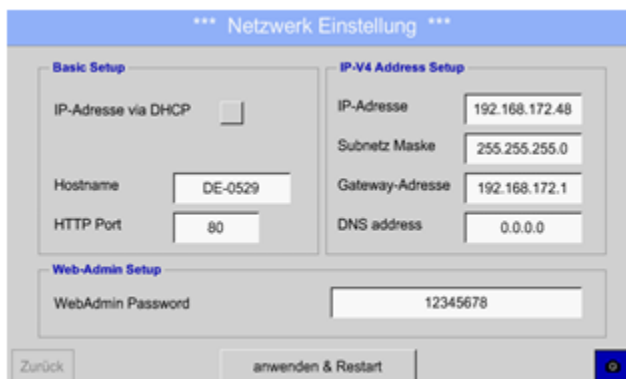 *** Netzwerk Einstellung ***
Basic Setup
IP-Adresse via DHCP
Hostname DE-0529
HTTP Port 80
IP-V4 Address Setup
IP-Adresse 192.168.172.48
Subnetz Maske 255.255.255.0
Gateway-Adresse 192.168.172.1
DNS address 0.0.0.0
Web-Admin Setup
WebAdmin Password 12345678
Zurück
anwenden & Restart